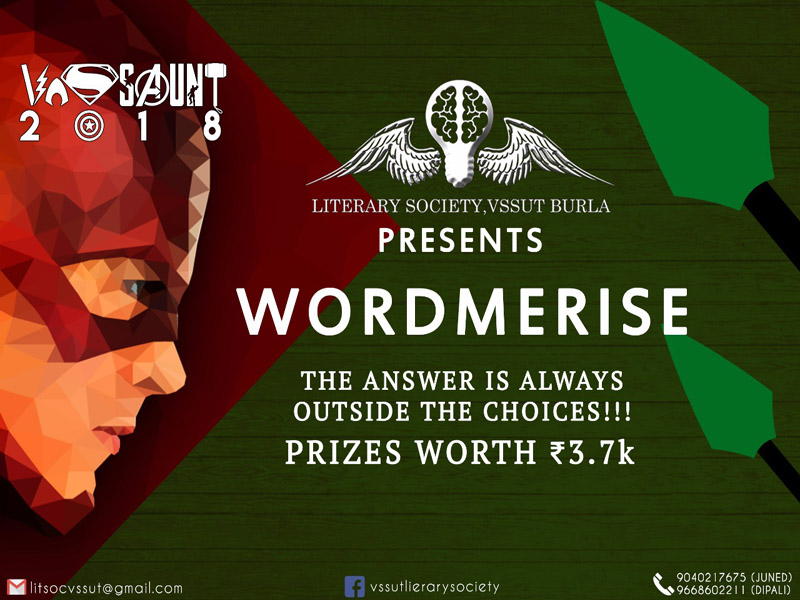 VASSAUNT
2018
LITERARY SOCIETY,VSSUT BURLA
PRESENTS
WORDMERISE
THE ANSWER IS ALWAYS
OUTSIDE THE CHOICES!!!
PRIZES WORTH ₹3.7k
litsocvssut@gmail.com
vssutlierarysociety
9040217675 (JUNED)
9668602211 (DIPALI)